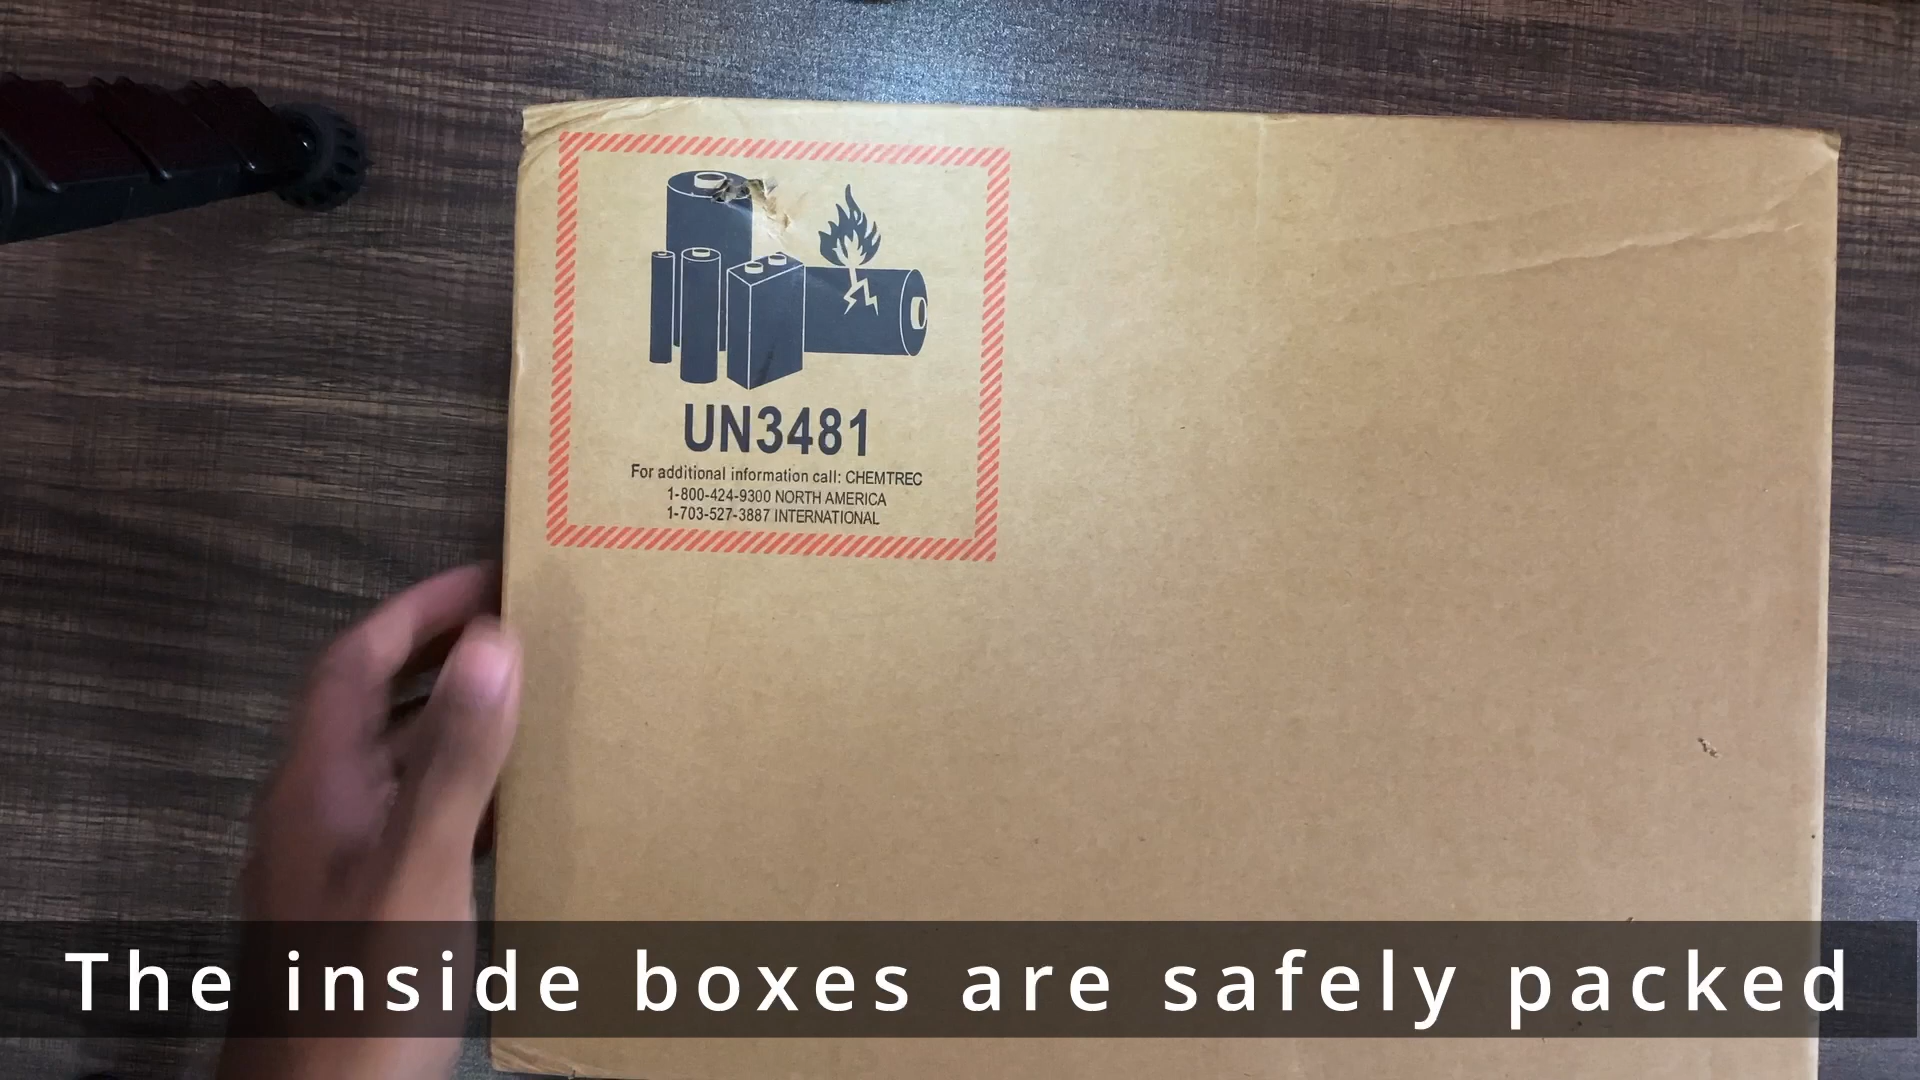 UN3481
For additional information call: CHEMTREC
1-800-424-9300 NORTH AMERICA
1-703-527-3887 INTERNATIONAL
The inside boxes are safely packed